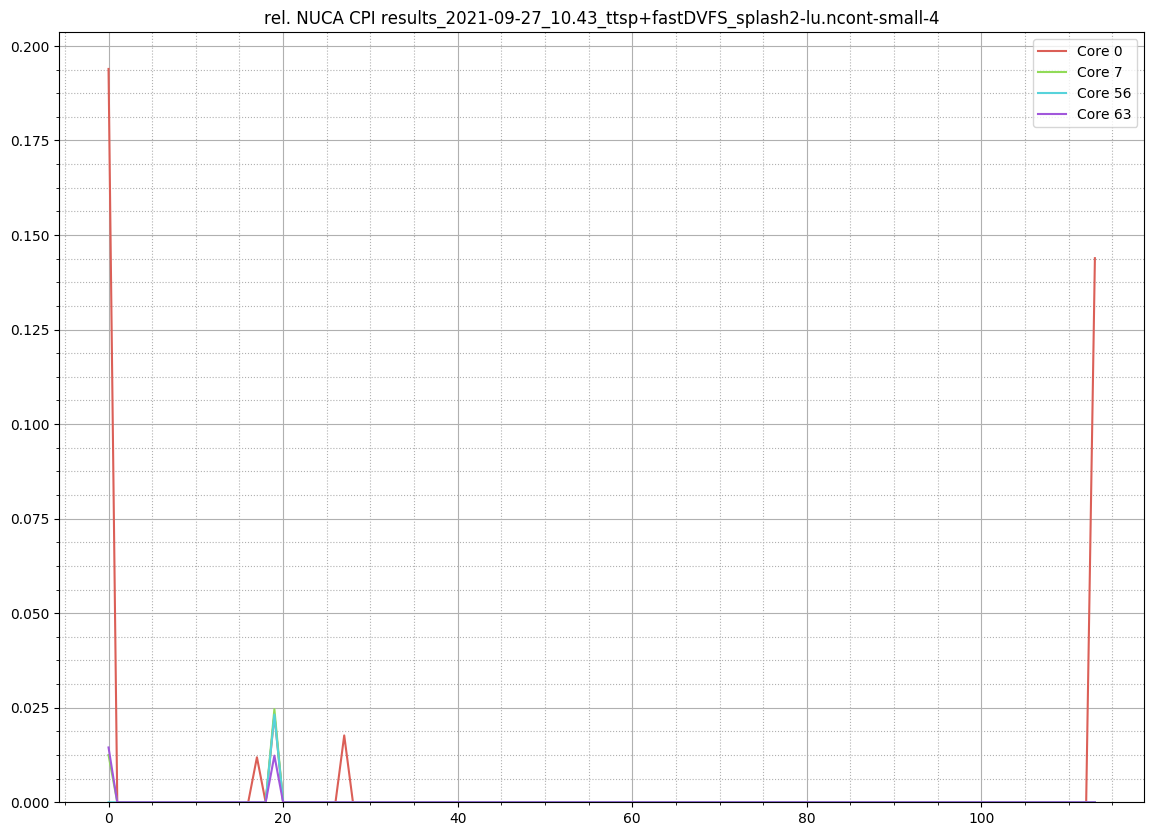 rel. NUCA CPI results_2021-09-27_10.43_ttsp+fastDVFS_splash2-lu.ncont-small-4
Core 0
Core 7
Core 56
Core 63
0.200
0.175
0.150
0.125
0.100
0.075
0.050
0.025
0.000
0 20 40 60 80 100